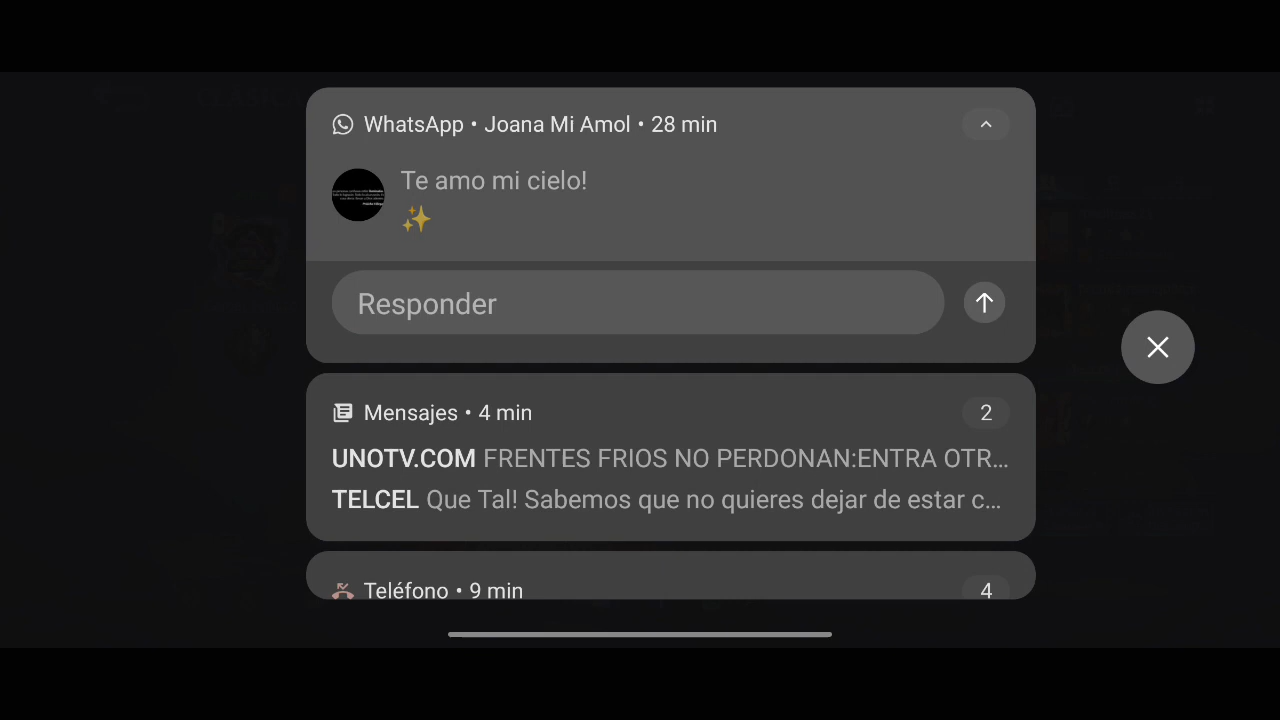 WhatsApp • Joana Mi Amol • 28 min
Te amo mi cielo!
✨
Responder
Mensajes • 4 min 2
UNOTV.COM FRENTES FRIOS NO PERDONAN:ENTRA OTR...
TELCEL Que Tal! Sabemos que no quieres dejar de estar c...
Teléfono • 9 min 4